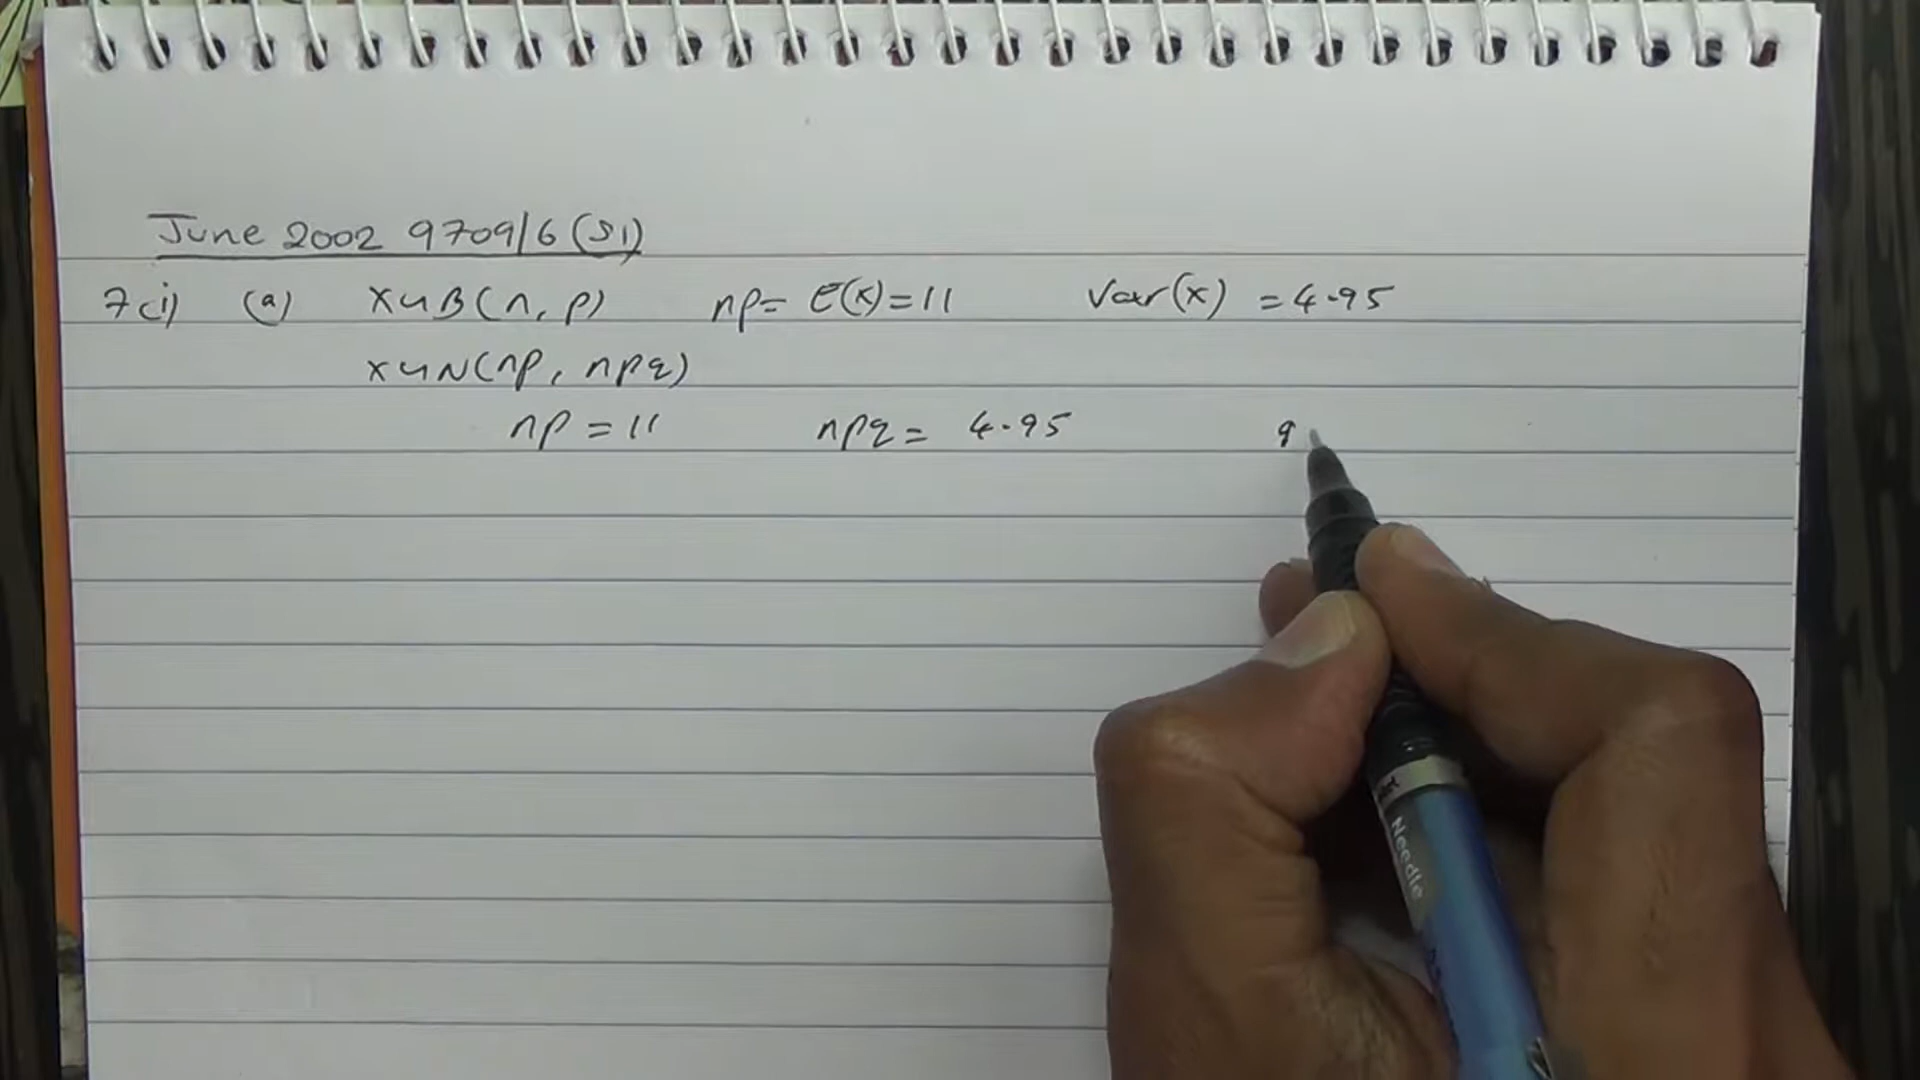 June 2002 9709/6 (S1)
7(i) (a) X~B(n, p) np = E(X) = 11 Var(x) = 4.95
X~N(np, npq)
np = 11 npq = 4.95 q
Needle